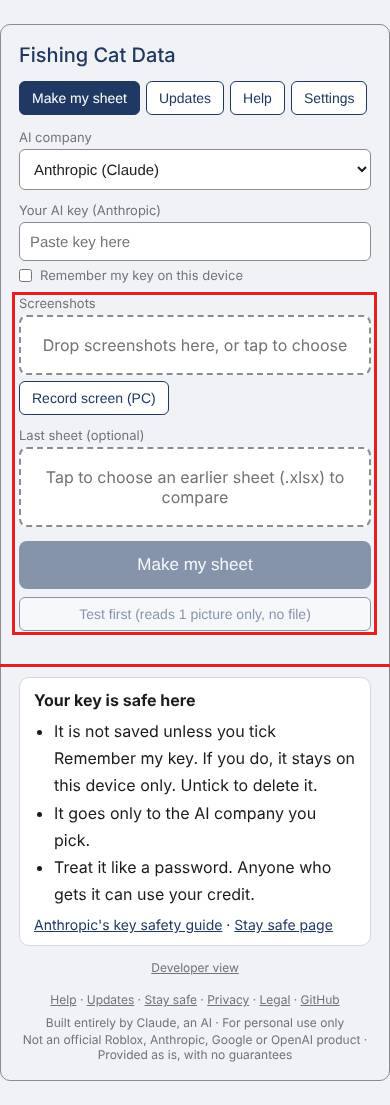 Fishing Cat Data
Make my sheet
Updates
Help
Settings
AI company
Anthropic (Claude)
Your AI key (Anthropic)
Paste key here
Remember my key on this device
Screenshots
Drop screenshots here, or tap to choose
Record screen (PC)
Last sheet (optional)
Tap to choose an earlier sheet (.xlsx) to
compare
Make my sheet
Test first (reads 1 picture only, no file)
Your key is safe here
• It is not saved unless you tick
Remember my key. If you do, it stays on
this device only. Untick to delete it.
• It goes only to the AI company you
pick.
• Treat it like a password. Anyone who
gets it can use your credit.
Anthropic's key safety guide · Stay safe page
Developer view
Help · Updates · Stay safe · Privacy · Legal · GitHub
Built entirely by Claude, an AI · For personal use only
Not an official Roblox, Anthropic, Google or OpenAI product ·
Provided as is, with no guarantees